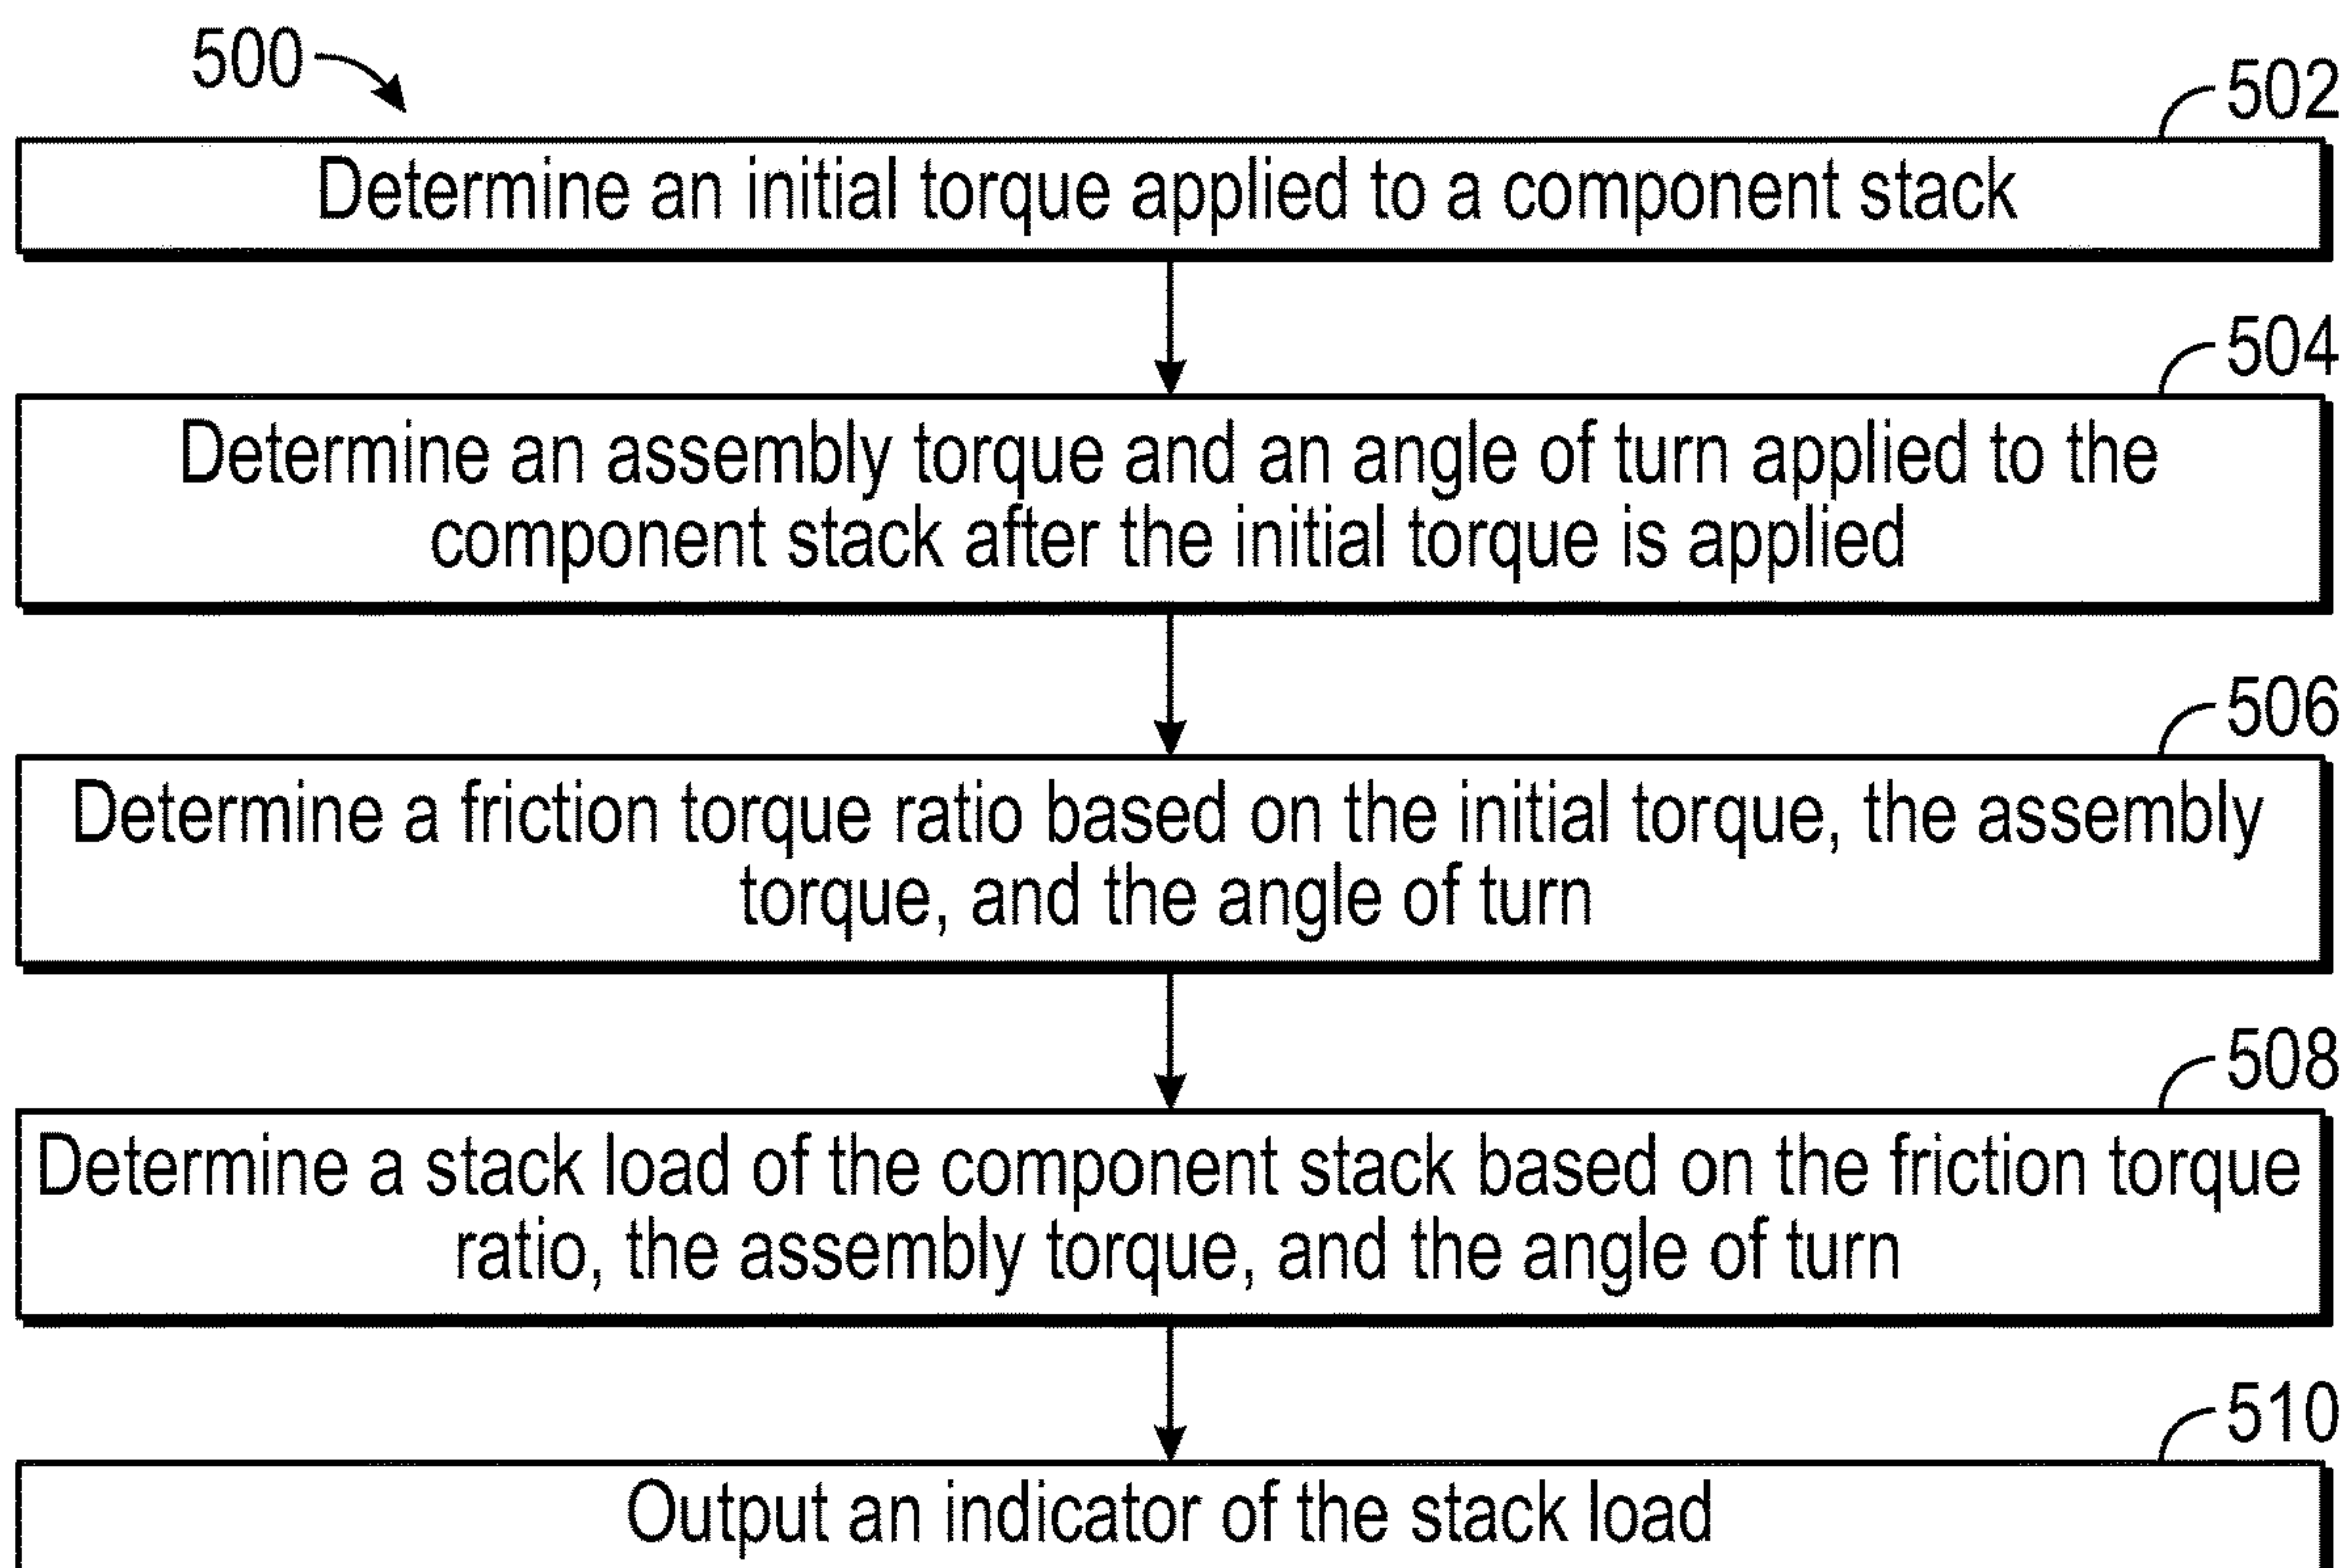 500
502
Determine an initial torque applied to a component stack
504
Determine an assembly torque and an angle of turn applied to the
component stack after the initial torque is applied
506
Determine a friction torque ratio based on the initial torque, the assembly
torque, and the angle of turn
508
Determine a stack load of the component stack based on the friction torque
ratio, the assembly torque, and the angle of turn
510
Output an indicator of the stack load